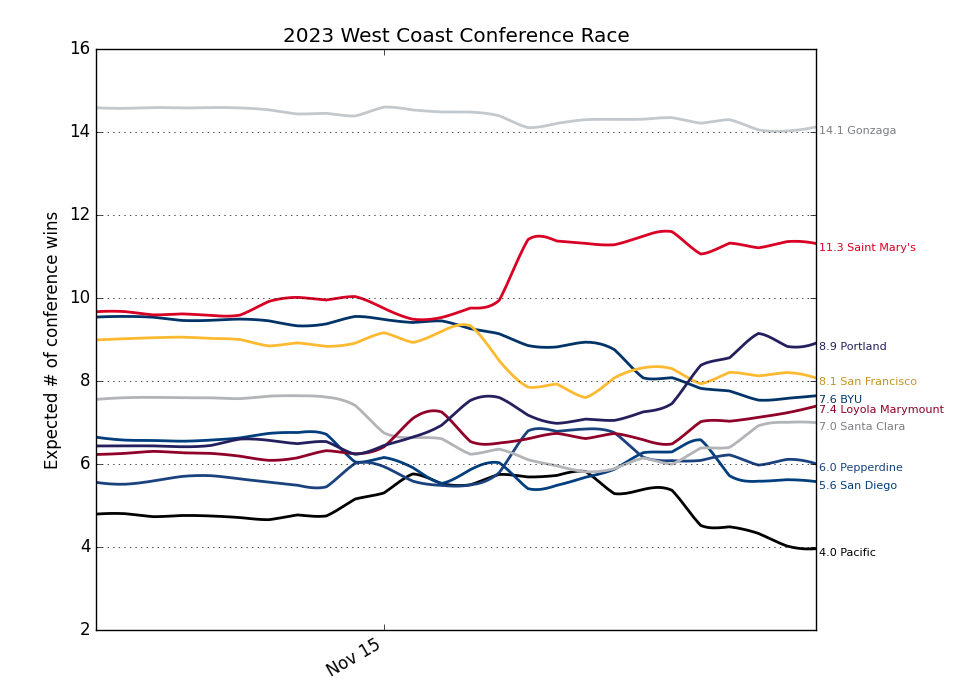 2023 West Coast Conference Race
Expected # of conference wins
16
14
12
10
8
6
4
2
Nov 15
14.1 Gonzaga
11.3 Saint Mary's
8.9 Portland
8.1 San Francisco
7.6 BYU
7.4 Loyola Marymount
7.0 Santa Clara
6.0 Pepperdine
5.6 San Diego
4.0 Pacific